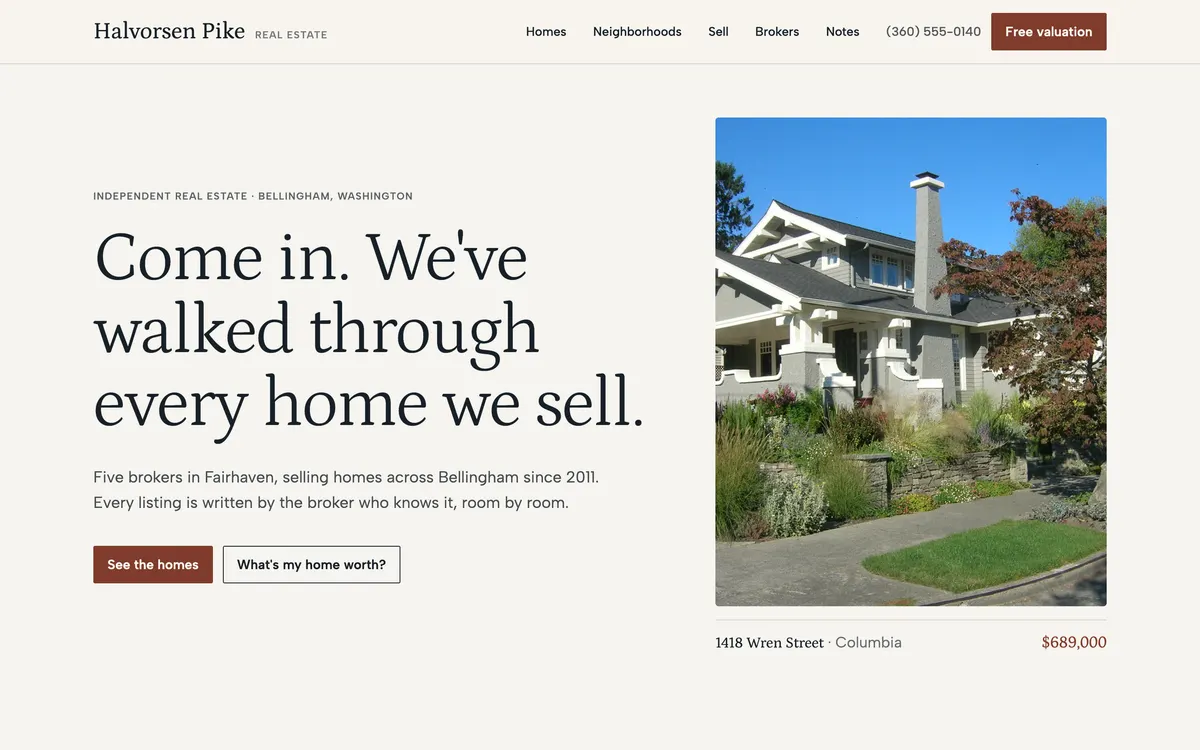 Halvorsen Pike REAL ESTATE
Homes Neighborhoods Sell Brokers Notes (360) 555-0140 Free valuation
INDEPENDENT REAL ESTATE · BELLINGHAM, WASHINGTON
Come in. We've
walked through
every home we sell.
Five brokers in Fairhaven, selling homes across Bellingham since 2011.
Every listing is written by the broker who knows it, room by room.
See the homes What's my home worth?
1418 Wren Street · Columbia $689,000